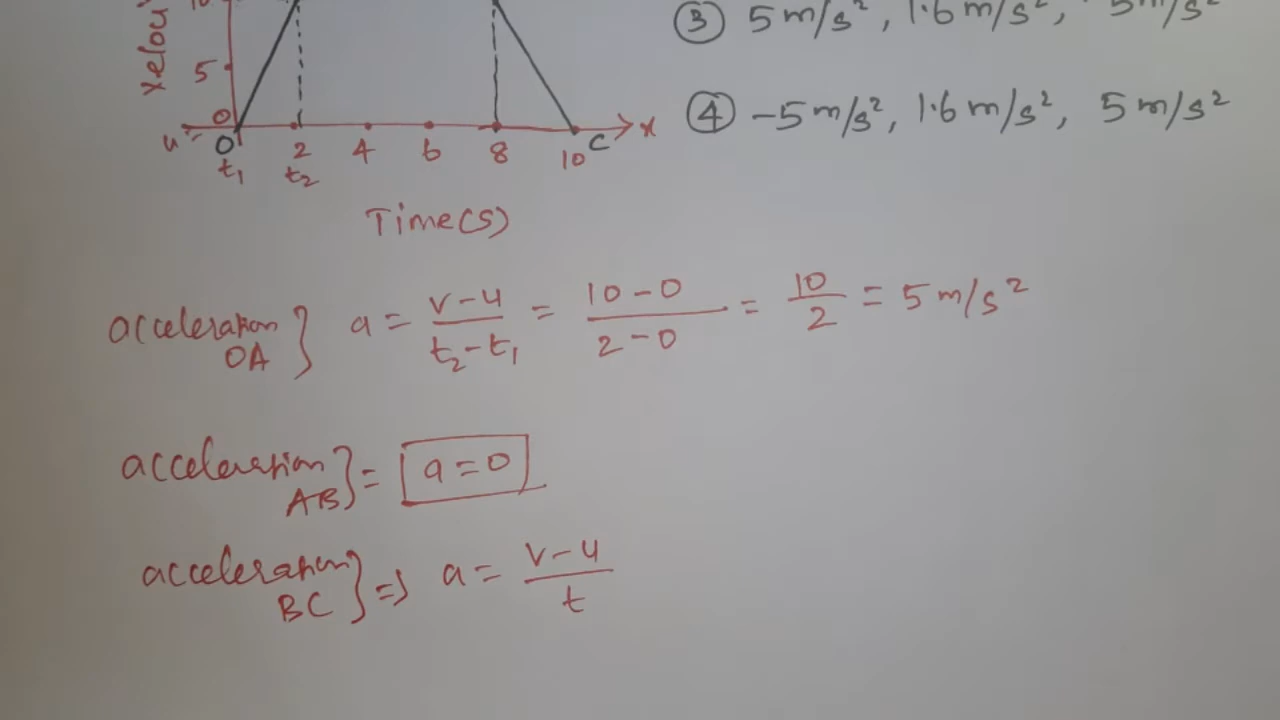 ③ 5 m/s², 1.6 m/s², 5 m/s²
5
④ -5 m/s², 1.6 m/s², 5 m/s²
0
u=
O 2 4 6 8 10 C x
t₁ t₂
Time(s)
acceleration OA } a = (v-u)/(t₂-t₁) = (10-0)/(2-0) = 10/2 = 5 m/s²
acceleration AB } = a=0
acceleration BC } => a = (v-u)/t